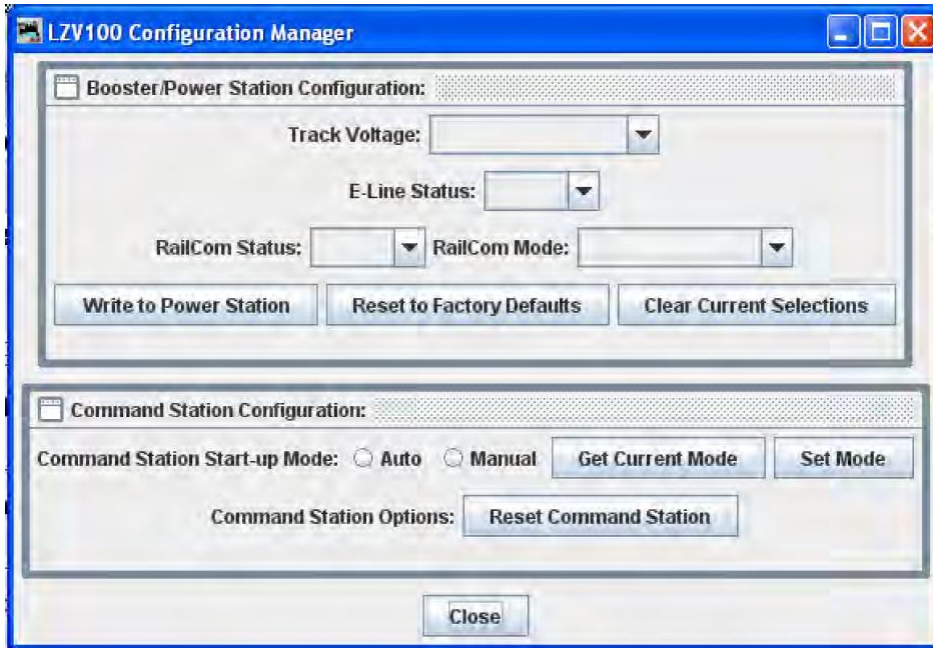 LZV100 Configuration Manager
Booster/Power Station Configuration:
Track Voltage:
E-Line Status:
RailCom Status: RailCom Mode:
Write to Power Station Reset to Factory Defaults Clear Current Selections
Command Station Configuration:
Command Station Start-up Mode: Auto Manual Get Current Mode Set Mode
Command Station Options: Reset Command Station
Close